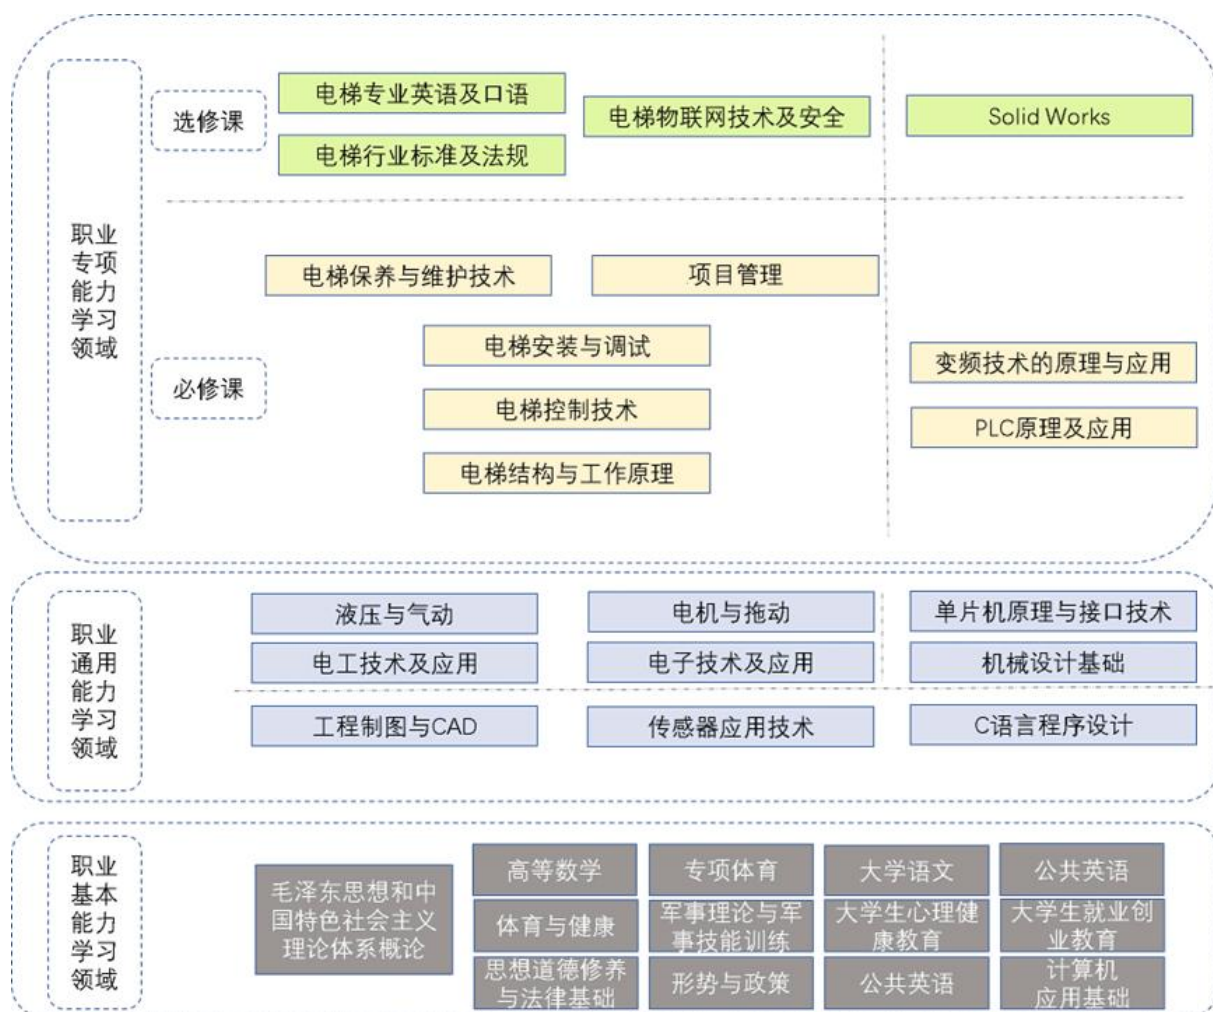 职业
专项
能力
学习
领域
选修课
电梯专业英语及口语
电梯行业标准及法规
电梯物联网技术及安全
Solid Works
必修课
电梯保养与维护技术
项目管理
电梯安装与调试
电梯控制技术
电梯结构与工作原理
变频技术的原理与应用
PLC原理及应用
职业
通用
能力
学习
领域
液压与气动
电机与拖动
单片机原理与接口技术
电工技术及应用
电子技术及应用
机械设计基础
工程制图与CAD
传感器应用技术
C语言程序设计
职业
基本
能力
学习
领域
毛泽东思想和中
国特色社会主义
理论体系概论
高等数学
专项体育
大学语文
公共英语
体育与健康
军事理论与军
事技能训练
大学生心理健
康教育
大学生就业创
业教育
思想道德修养
与法律基础
形势与政策
公共英语
计算机
应用基础